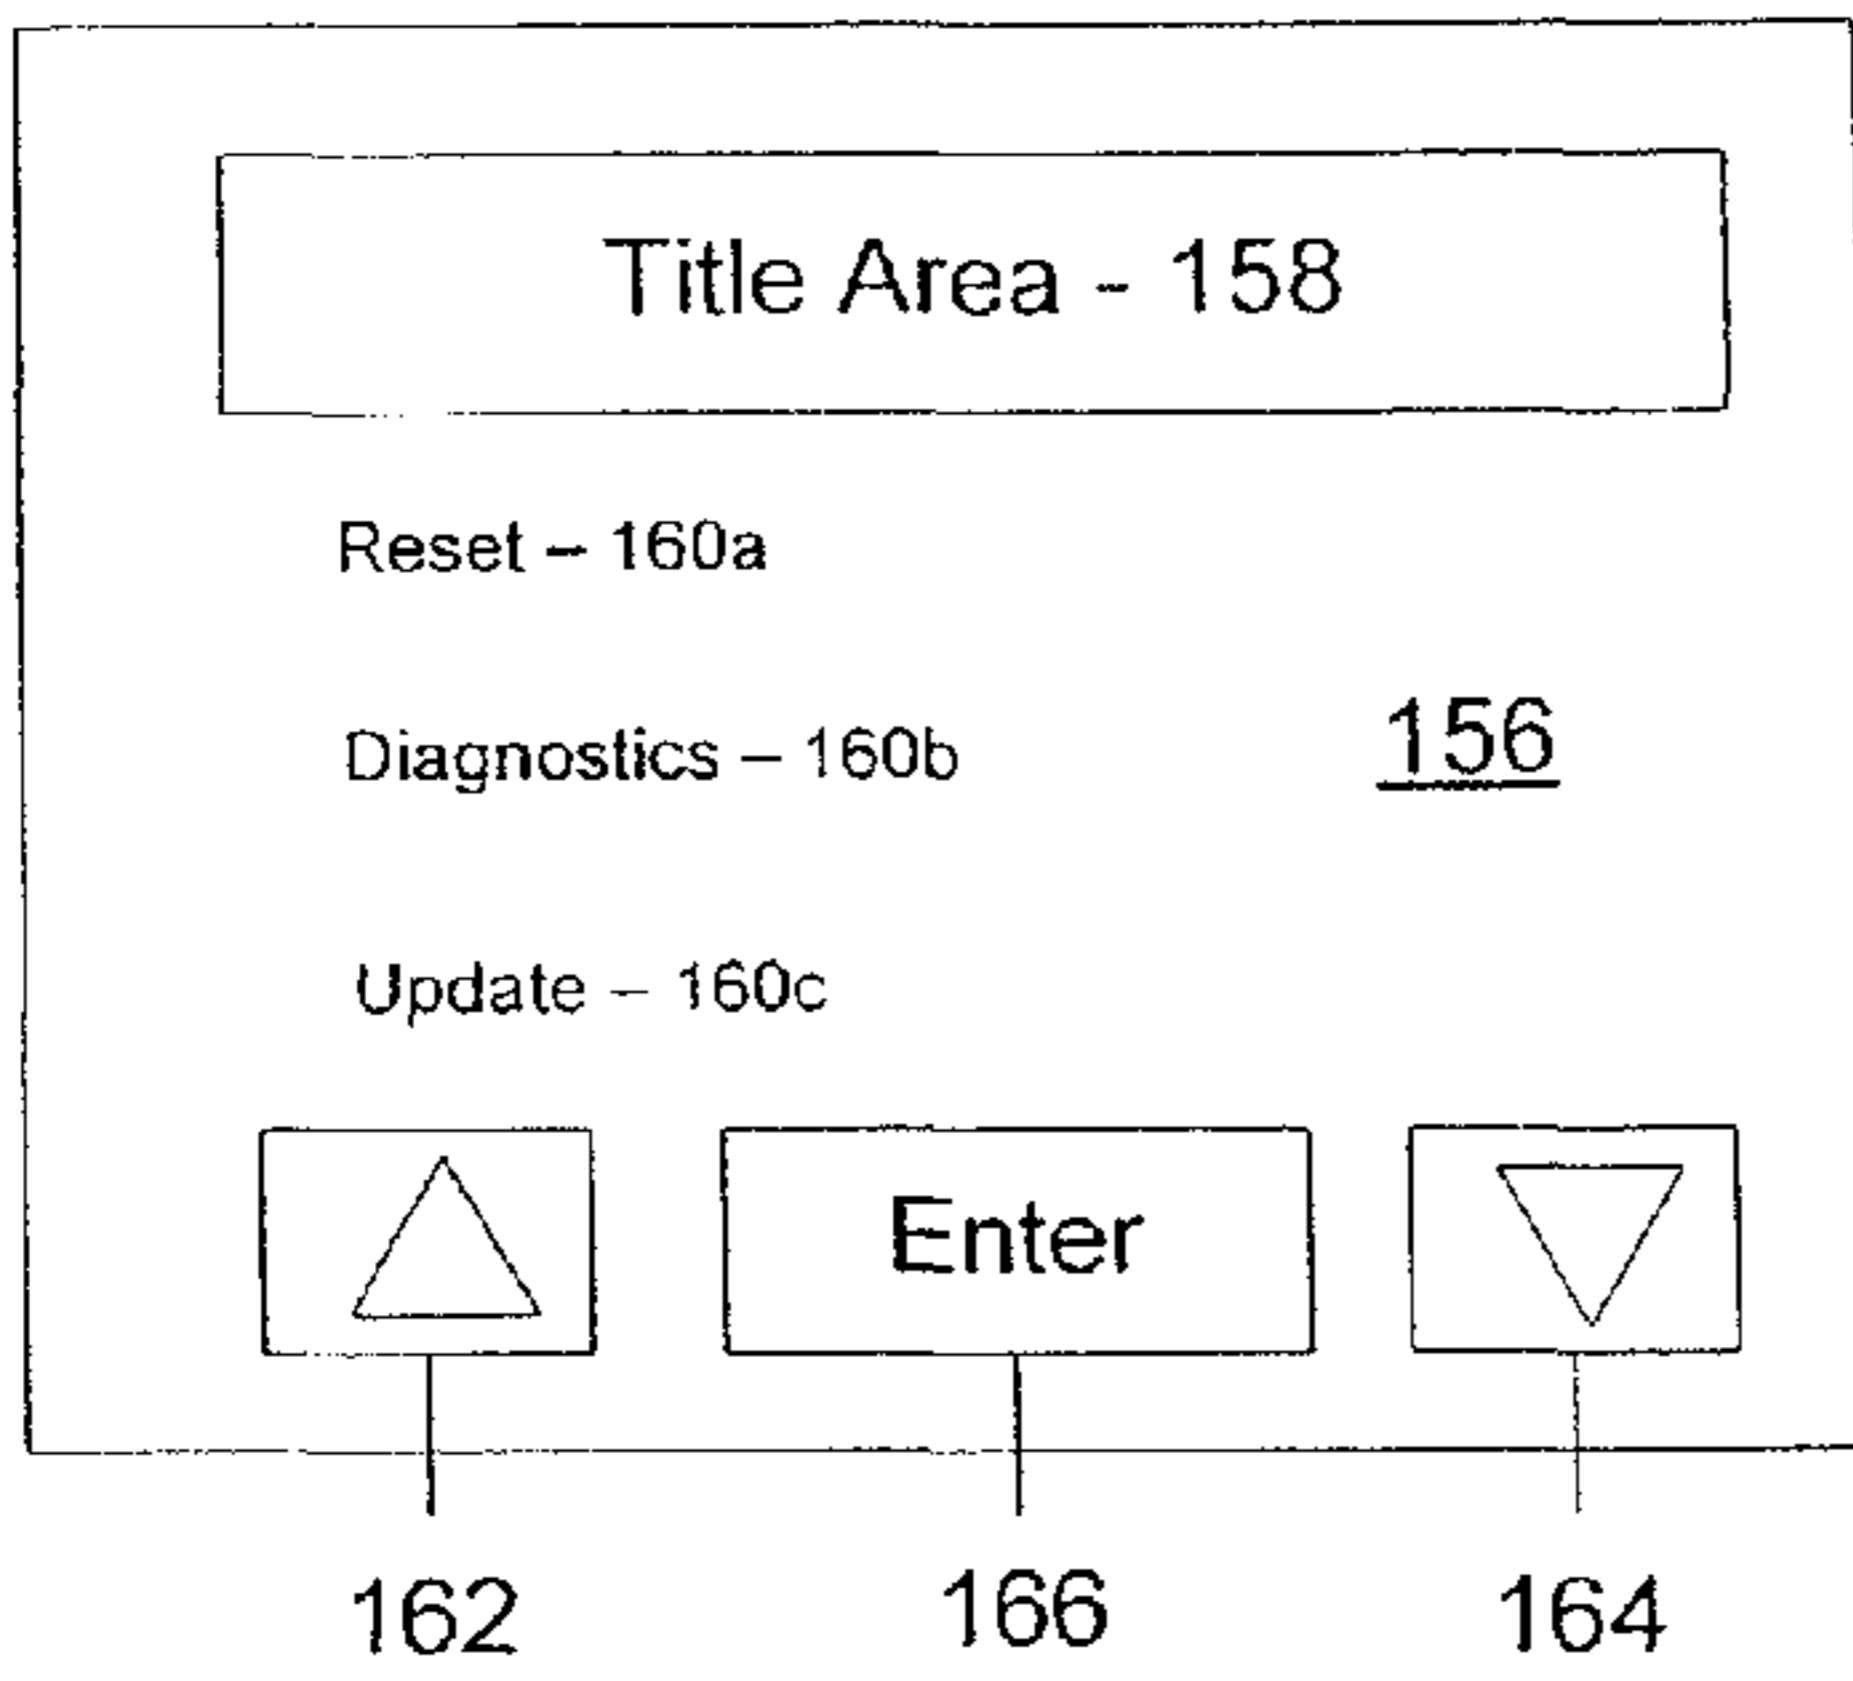 Title Area - 158
Reset – 160a
Diagnostics – 160b
156
Update – 160c
Enter
162 166 164